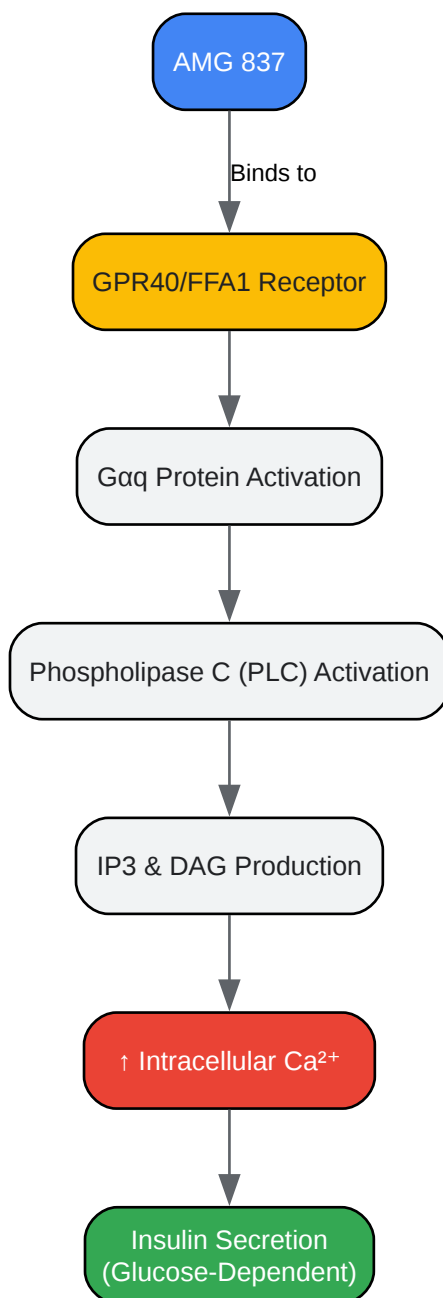 AMG 837
Binds to
GPR40/FFA1 Receptor
Gαq Protein Activation
Phospholipase C (PLC) Activation
IP3 & DAG Production
↑ Intracellular Ca²⁺
Insulin Secretion
(Glucose-Dependent)